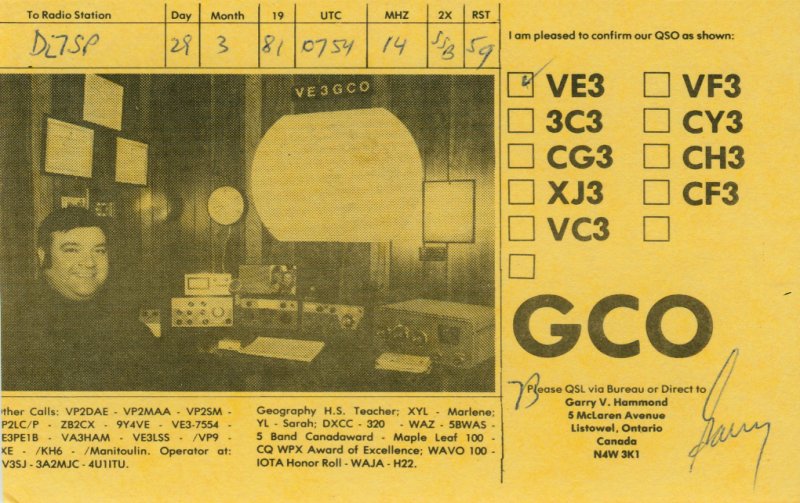 To Radio Station Day Month 19 UTC MHZ 2X RST
DL7SP 29 3 81 0754 14 SSB 59
I am pleased to confirm our QSO as shown:
VE3GCO
VE3 VF3
3C3 CY3
CG3 CH3
XJ3 CF3
VC3
GCO
73
Please QSL via Bureau or Direct to
Garry V. Hammond
5 McLaren Avenue
Listowel, Ontario
Canada
N4W 3K1
Garry
ther Calls: VP2DAE - VP2MAA - VP2SM -
P2LC/P - ZB2CX - 9Y4VE - VE3-7554 -
E3PE1B - VA3HAM - VE3LSS - /VP9 -
XE - /KH6 - /Manitoulin. Operator at:
V3SJ - 3A2MJC - 4U1ITU.
Geography H.S. Teacher; XYL - Marlene;
YL - Sarah; DXCC - 320 - WAZ - 5BWAS -
5 Band Canadaward - Maple Leaf 100 -
CQ WPX Award of Excellence; WAVO 100 -
IOTA Honor Roll - WAJA - H22.